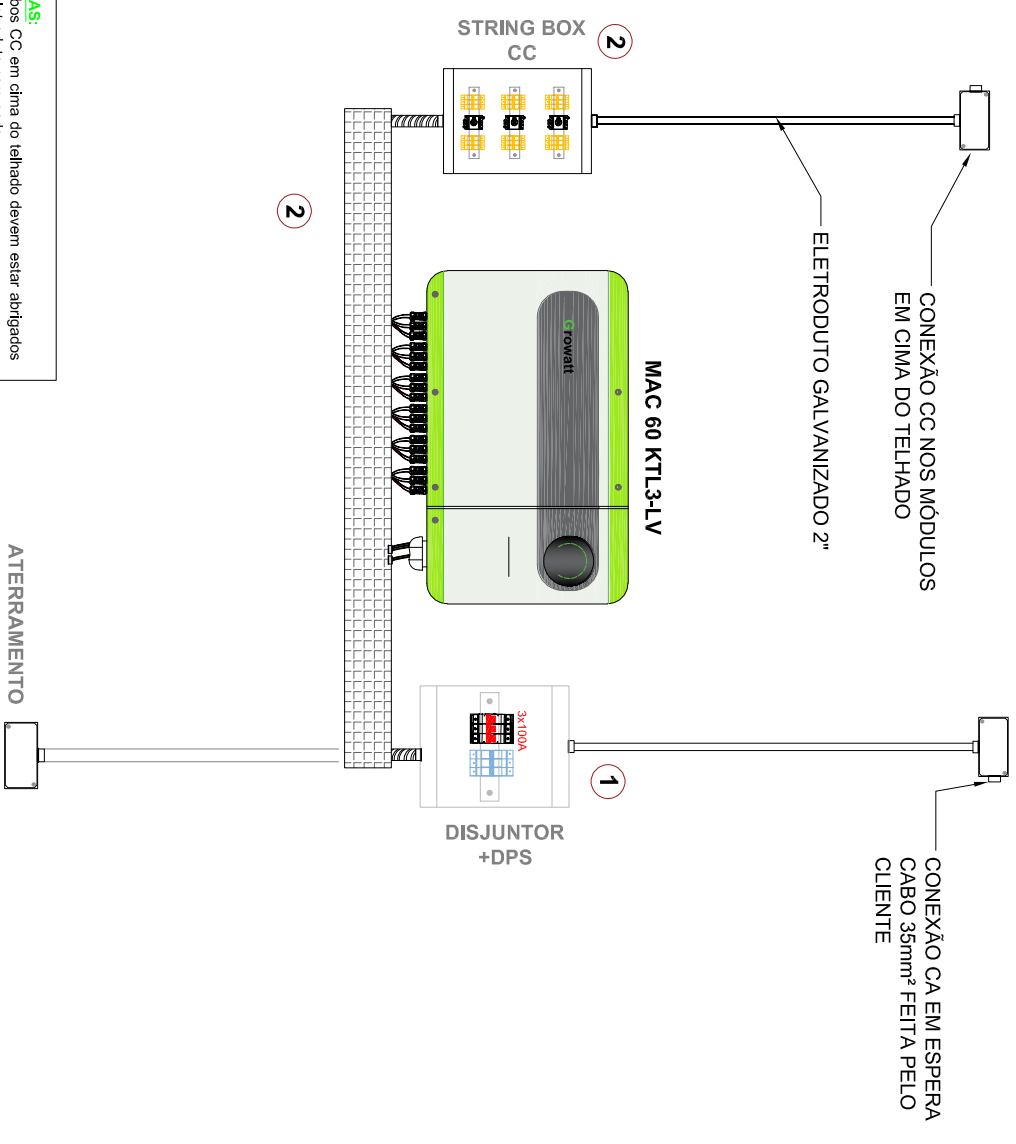 STRING BOX
CC
2
CONEXÃO CC NOS MÓDULOS
EM CIMA DO TELHADO
ELETRODUTO GALVANIZADO 2"
MAC 60 KTL3-LV
Growatt
2
3x100A
1
DISJUNTOR
+DPS
CONEXÃO CA EM ESPERA
CABO 35mm² FEITA PELO
CLIENTE
ATERRAMENTO
AS:
bos CC em cima do telhado devem estar abrigados